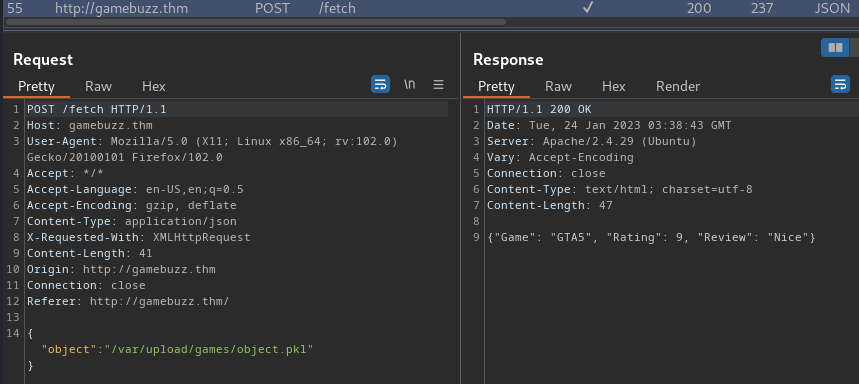 55 http://gamebuzz.thm POST /fetch ✓ 200 237 JSON
Request
Pretty Raw Hex
\n
1 POST /fetch HTTP/1.1
2 Host: gamebuzz.thm
3 User-Agent: Mozilla/5.0 (X11; Linux x86_64; rv:102.0)
Gecko/20100101 Firefox/102.0
4 Accept: */*
5 Accept-Language: en-US,en;q=0.5
6 Accept-Encoding: gzip, deflate
7 Content-Type: application/json
8 X-Requested-With: XMLHttpRequest
9 Content-Length: 41
10 Origin: http://gamebuzz.thm
11 Connection: close
12 Referer: http://gamebuzz.thm/
13
14 {
"object":"/var/upload/games/object.pkl"
}
Response
Pretty Raw Hex Render
1 HTTP/1.1 200 OK
2 Date: Tue, 24 Jan 2023 03:38:43 GMT
3 Server: Apache/2.4.29 (Ubuntu)
4 Vary: Accept-Encoding
5 Connection: close
6 Content-Type: text/html; charset=utf-8
7 Content-Length: 47
8
9 {"Game": "GTA5", "Rating": 9, "Review": "Nice"}